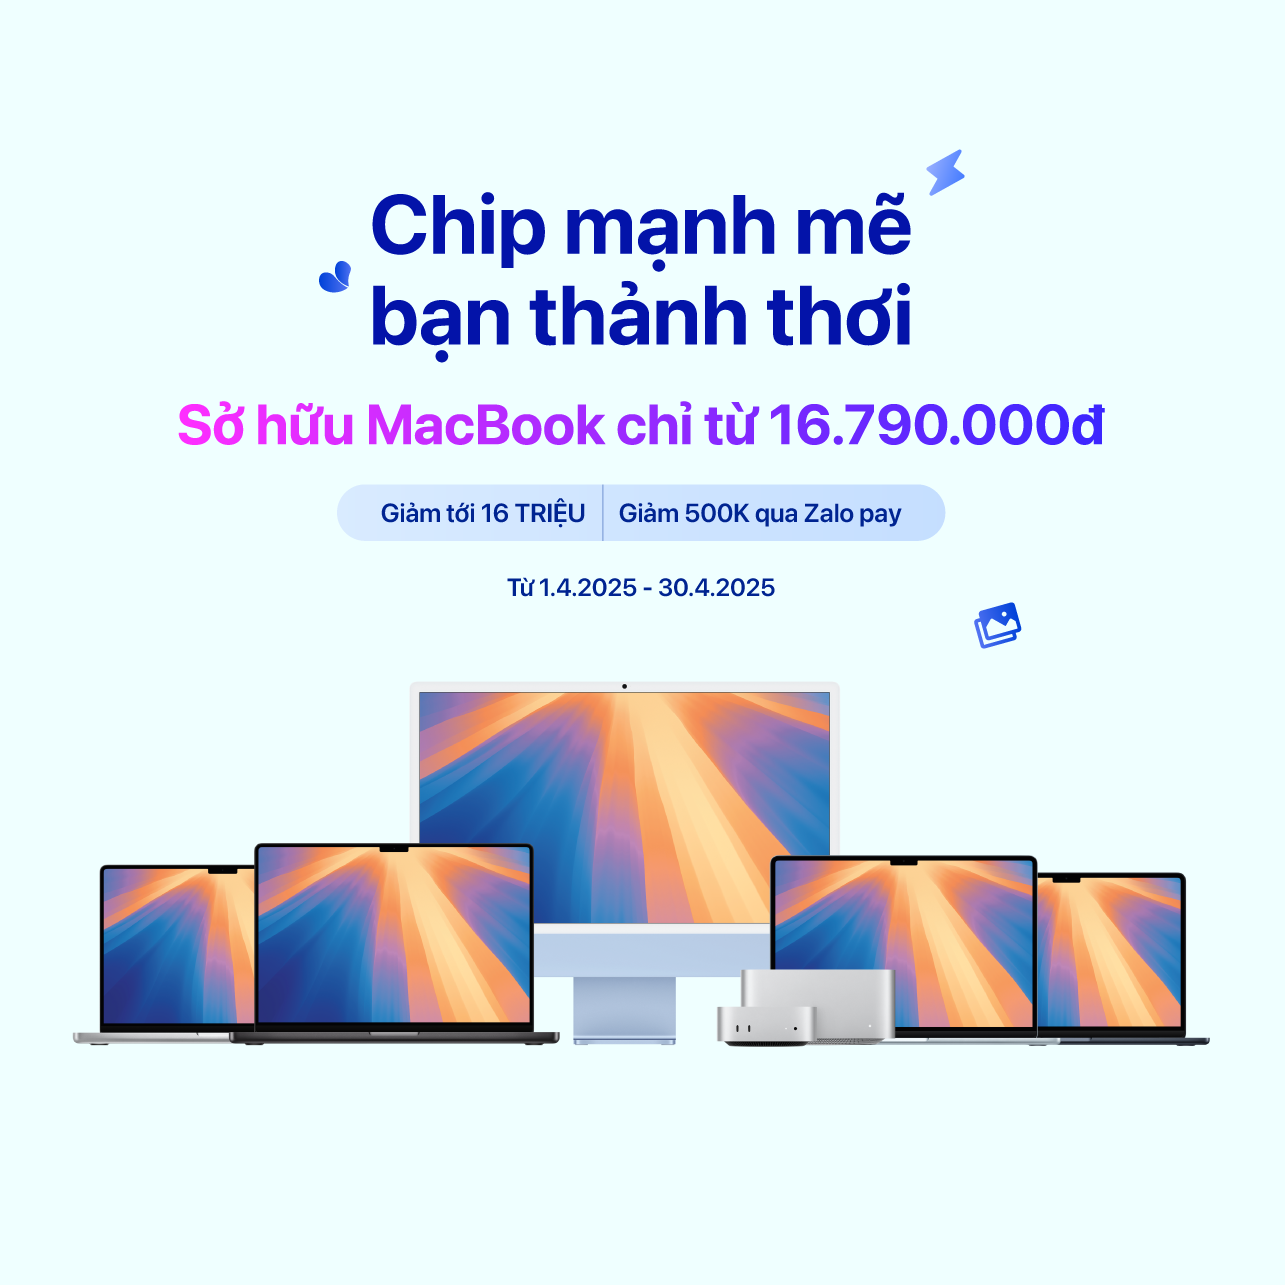 Chip mạnh mẽ
bạn thảnh thơi
Sở hữu MacBook chỉ từ 16.790.000đ
Giảm tới 16 TRIỆU Giảm 500K qua Zalo pay
Từ 1.4.2025 - 30.4.2025